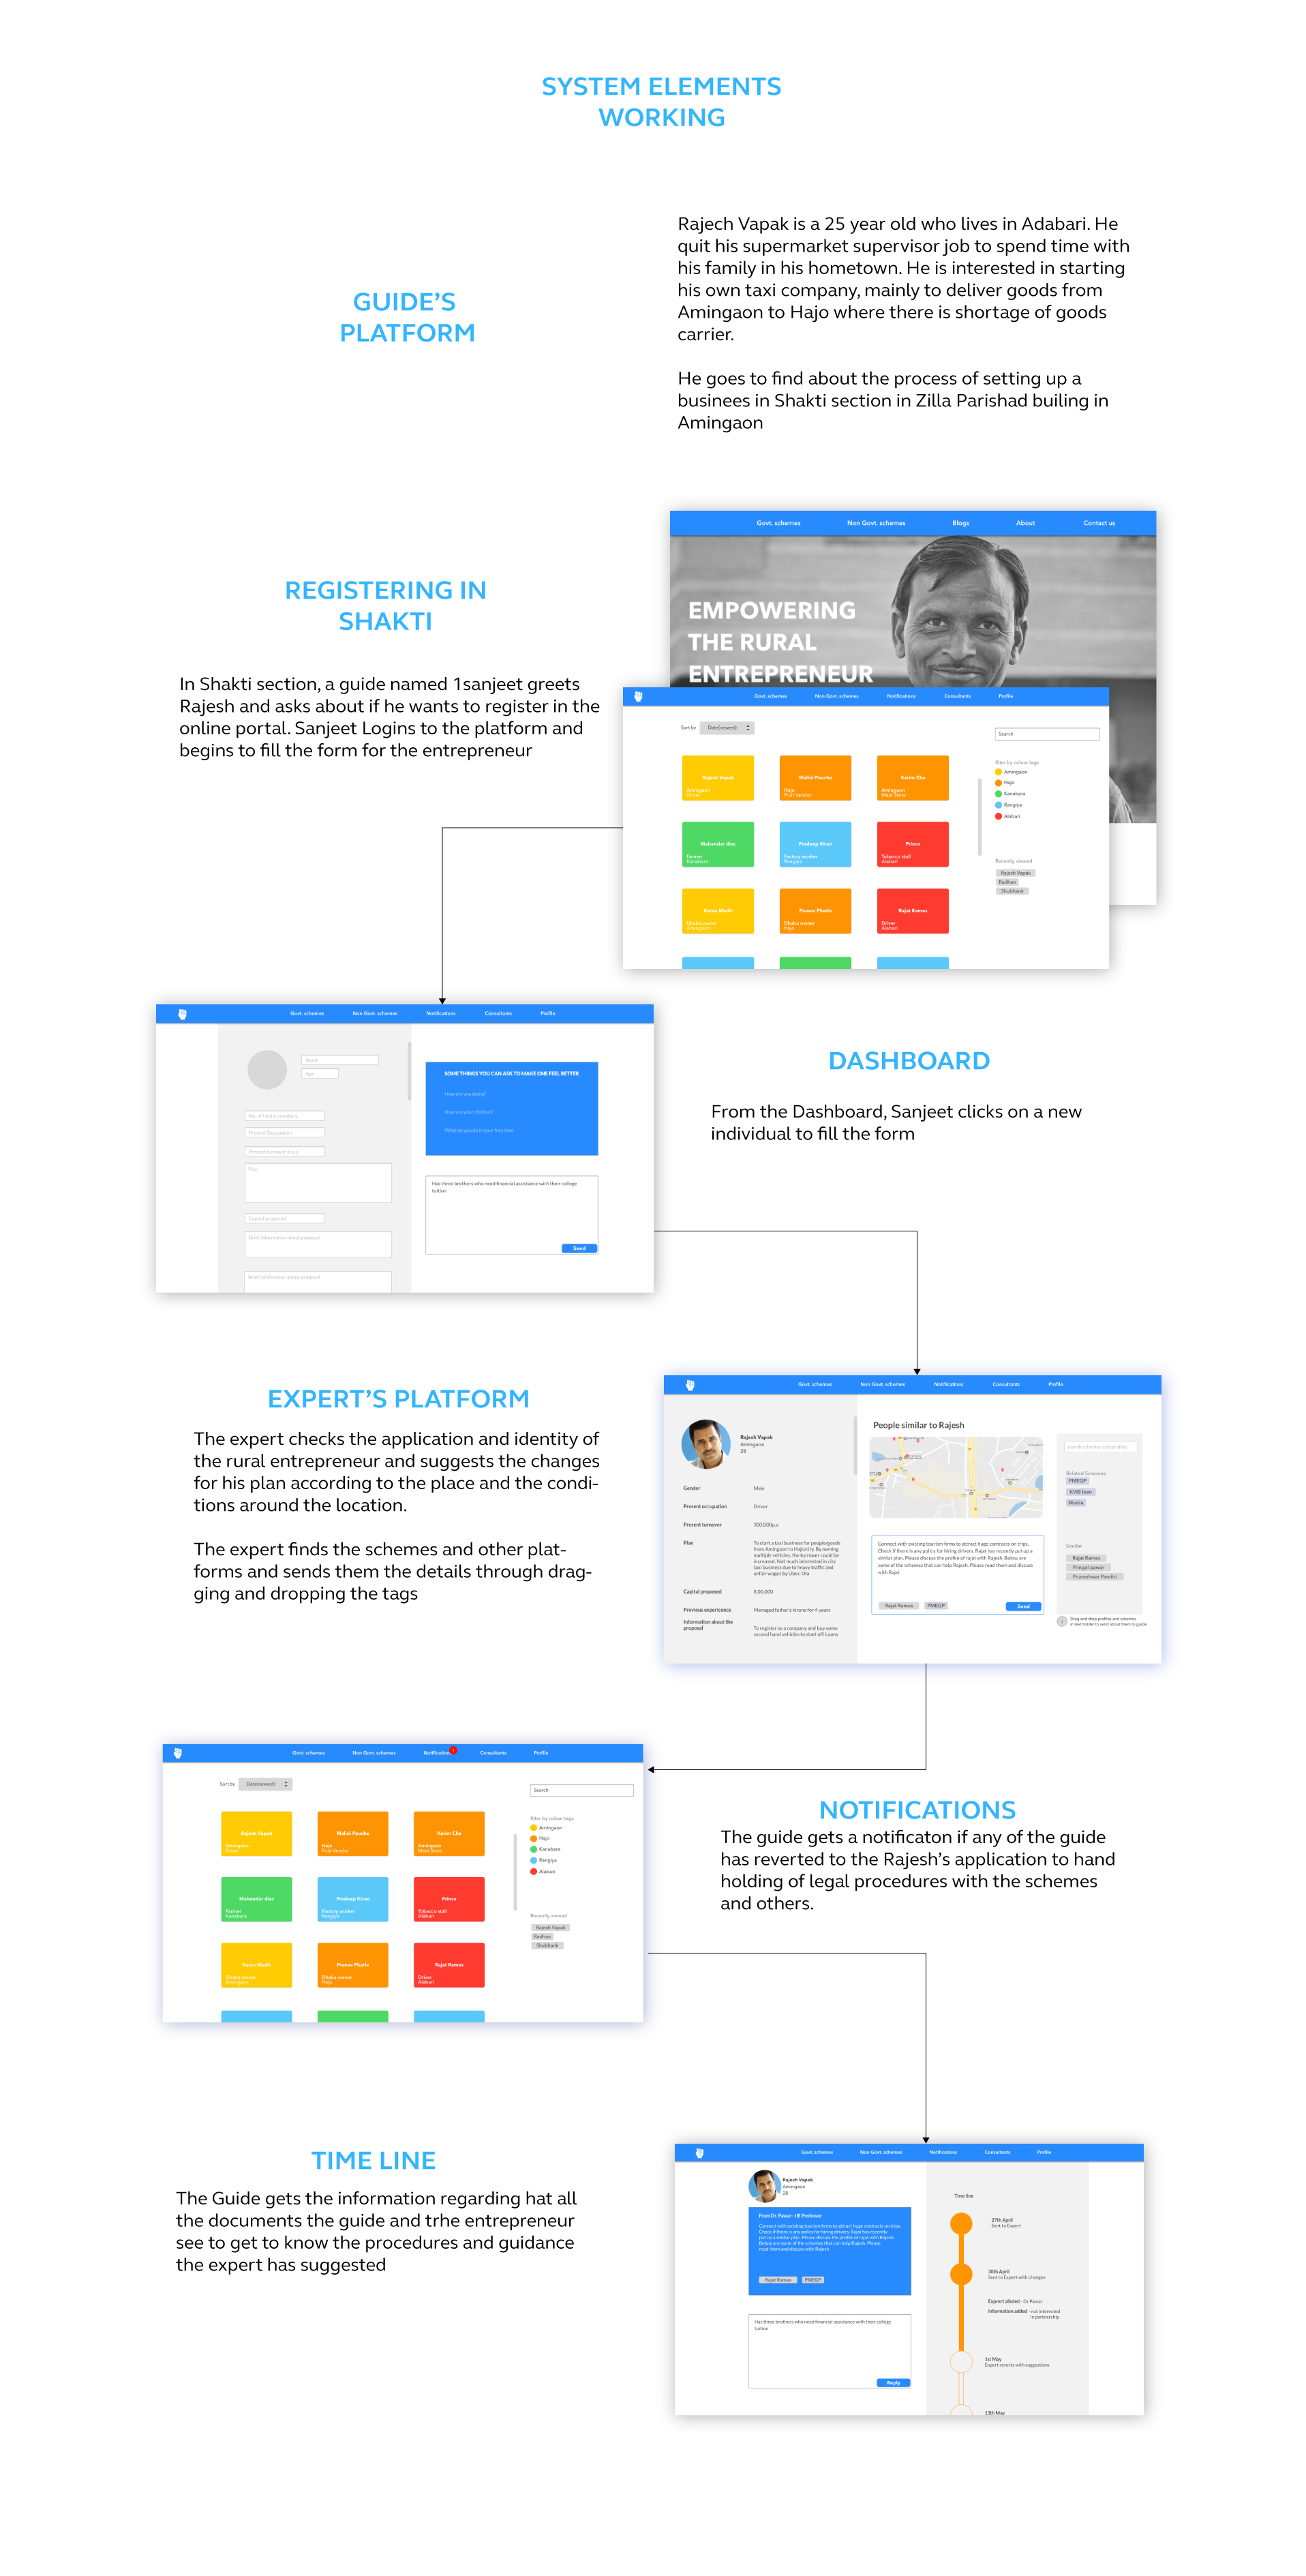 SYSTEM ELEMENTS
WORKING
GUIDE'S
PLATFORM
Rajech Vapak is a 25 year old who lives in Adabari. He
quit his supermarket supervisor job to spend time with
his family in his hometown. He is interested in starting
his own taxi company, mainly to deliver goods from
Amingaon to Hajo where there is shortage of goods
carrier.
He goes to find about the process of setting up a
businees in Shakti section in Zilla Parishad builing in
Amingaon
REGISTERING IN
SHAKTI
In Shakti section, a guide named 1sanjeet greets
Rajesh and asks about if he wants to register in the
online portal. Sanjeet Logins to the platform and
begins to fill the form for the entrepreneur
Govt. schemes Non Govt. schemes Blogs About Contact us
EMPOWERING
THE RURAL
ENTREPRENEUR
Govt. schemes Non Govt. schemes Notifications Consultants Profile
Sort by Date(newest)
Search
Rajesh Vapak
Amingaon
Driver
Malini Pouche
Hajo
Fruit Vendor
Karim Cha
Amingaon
Meat Store
Mahendar dias
Farmer
Kanabara
Pradeep Kiran
Factory worker
Rangiya
Prince
Tobacco stall
Alabari
Karan Modir
Dhaba owner
Amingaon
Pranav Pharle
Dhaba owner
Hajo
Rajat Rames
Driver
Alabari
filter by colour tags
Amingaon
Hajo
Kanabara
Rangiya
Alabari
Recently viewed
Rajesh Vapak
Radhan
Shubhank
Govt. schemes Non Govt. schemes Notifications Consultants Profile
Name
Age
No. of family members
Present Occupation
Present turnover in p.a
Plan
Capital proposed
Brief information about proposal
Brief information about proposal
SOME THINGS YOU CAN ASK TO MAKE ONE FEEL BETTER
How are you doing?
How are your children?
What do you do in your free time
Has three brothers who need financial assistance with their college
tuition
Send
DASHBOARD
From the Dashboard, Sanjeet clicks on a new
individual to fill the form
EXPERT'S PLATFORM
The expert checks the application and identity of
the rural entrepreneur and suggests the changes
for his plan according to the place and the condi-
tions around the location.
The expert finds the schemes and other plat-
forms and sends them the details through drag-
ging and dropping the tags
Govt. schemes Non Govt. schemes Notifications Consultants Profile
Rajesh Vapak
Amingaon
28
Gender Male
Present occupation Driver
Present turnover 300,000p.a
Plan To start a taxi business for people/goods
from Amingaon to Hajo/city. By owning
multiple vehicles, the turnover could be
increased. Not much interested in city
taxi business due to heavy traffic and
unfair wages by Uber, Ola
Capital proposed 8,00,000
Previous expericence Managed father's kirana for 4 years
Information about the
proposal
To register as a company and buy some
second hand vehicles to start off. Loans
People similar to Rajesh
Connect with existing tourism firms to attract huge contracts on trips.
Check if there is any policy for hiring drivers. Rajat has recently put up a
similar plan. Please discuss the profile of rajat with Rajesh. Below are
some of the schemes that can help Rajesh. Please read them and discuss
with Raje|
Rajat Rames PMEGP Send
search schemes and profiles
Related Schemes
PMEGP
KVIB loan
Mudra
Similar
Rajat Rames
Pringal pawar
Pruneshwar Pandiri
Drag and drop profiles and schemes
in text holder to send about them to guide
Govt. schemes Non Govt. schemes Notification 1 Consultants Profile
Sort by Date(newest)
Search
Rajesh Vapak
Amingaon
Driver
Malini Pouche
Hajo
Fruit Vendor
Karim Cha
Amingaon
Meat Store
Mahendar dias
Farmer
Kanabara
Pradeep Kiran
Factory worker
Rangiya
Prince
Tobacco stall
Alabari
Karan Modir
Dhaba owner
Amingaon
Pranav Pharle
Dhaba owner
Hajo
Rajat Rames
Driver
Alabari
filter by colour tags
Amingaon
Hajo
Kanabara
Rangiya
Alabari
Recently viewed
Rajesh Vapak
Radhan
Shubhank
NOTIFICATIONS
The guide gets a notificaton if any of the guide
has reverted to the Rajesh's application to hand
holding of legal procedures with the schemes
and others.
TIME LINE
The Guide gets the information regarding hat all
the documents the guide and trhe entrepreneur
see to get to know the procedures and guidance
the expert has suggested
Govt. schemes Non Govt. schemes Notifications Consultants Profile
Rajesh Vapak
Amingaon
28
From Dr. Pawar - IIE Professor
Connect with existing tourism firms to attract huge contracts on trips.
Check if there is any policy for hiring drivers. Rajat has recently
put up a similar plan. Please discuss the profile of rajat with Rajesh.
Below are some of the schemes that can help Rajesh. Please
read them and discuss with Rajesh
Rajat Rames PMEGP
Has three brothers who need financial assistance with their college
tuition
Reply
Time line
27th April
Sent to Expert
30th April
Sent to Expert with changes
Exprert alloted - Dr. Pawar
Information added - not interested
in partnership
1st May
Expert reverts with suggestions
13th May